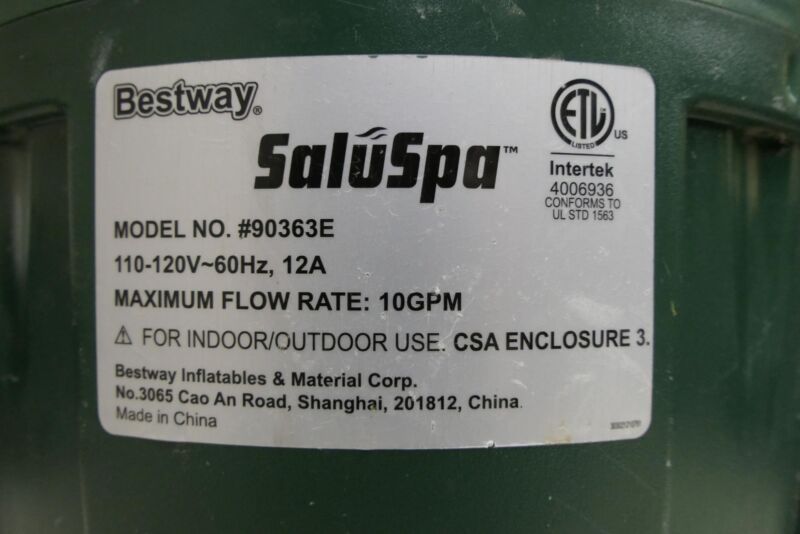 Bestway®
SaluSpa™
ETL
LISTED
US
Intertek
4006936
CONFORMS TO
UL STD 1563
MODEL NO. #90363E
110-120V~60Hz, 12A
MAXIMUM FLOW RATE: 10GPM
⚠ FOR INDOOR/OUTDOOR USE. CSA ENCLOSURE 3.
Bestway Inflatables & Material Corp.
No.3065 Cao An Road, Shanghai, 201812, China.
Made in China